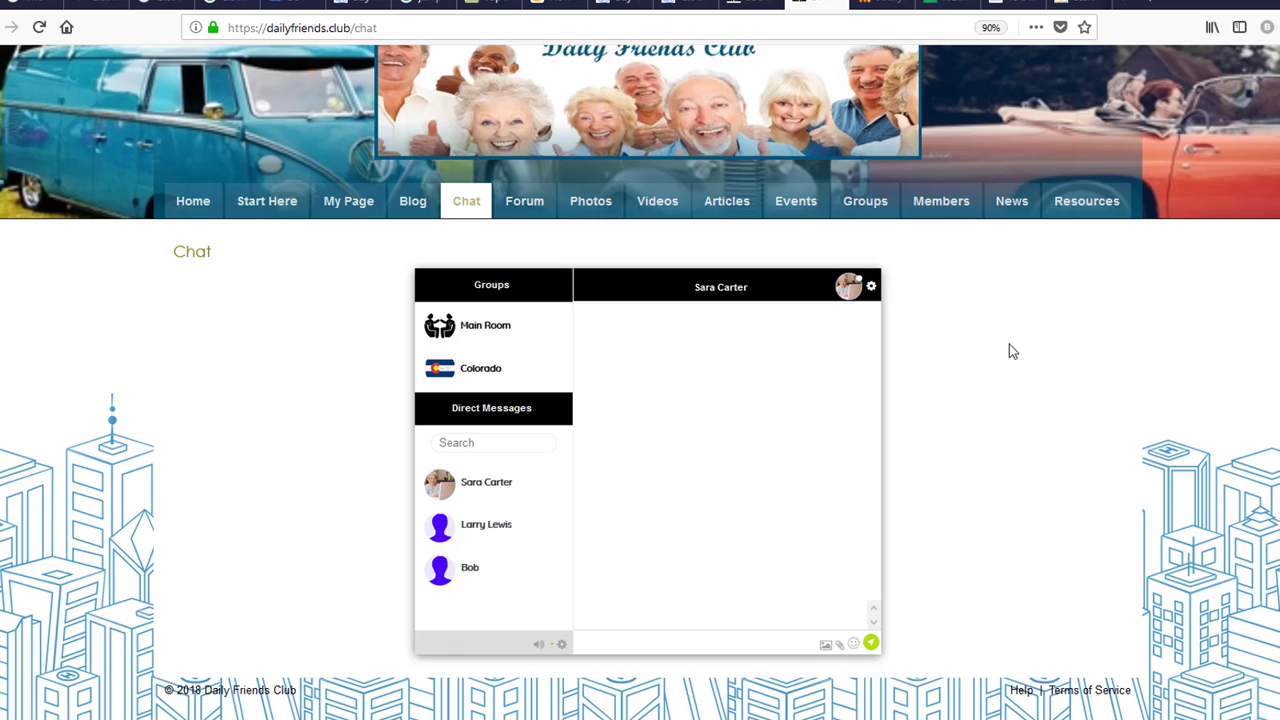 https://dailyfriends.club/chat
90%
Daily Friends Club
Home
Start Here
My Page
Blog
Chat
Forum
Photos
Videos
Articles
Events
Groups
Members
News
Resources
Chat
Groups
Sara Carter
Main Room
Colorado
Direct Messages
Search
Sara Carter
Larry Lewis
Bob
© 2018 Daily Friends Club
Help | Terms of Service